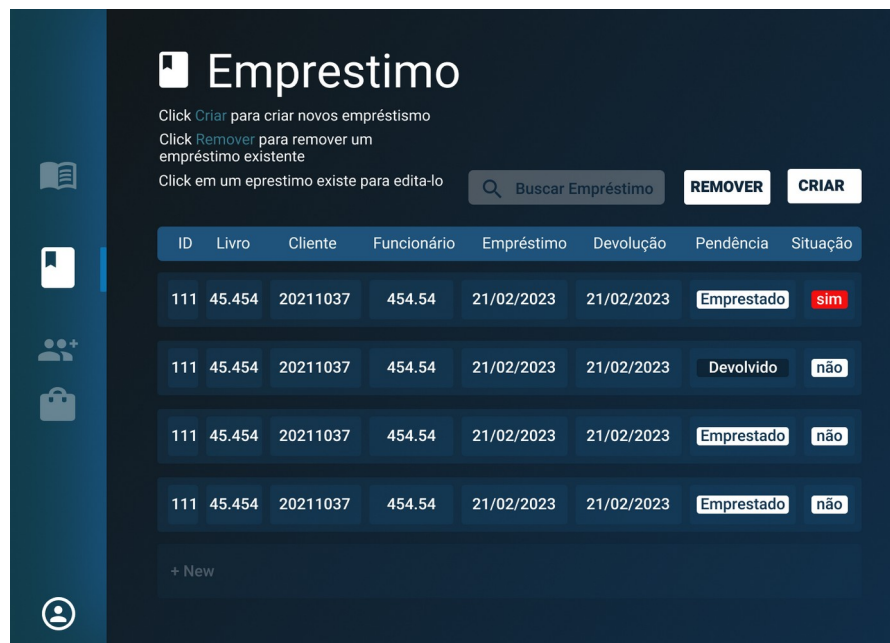 Emprestimo
Click Criar para criar novos empréstismo
Click Remover para remover um
empréstimo existente
Click em um eprestimo existe para edita-lo
Buscar Empréstimo
REMOVER
CRIAR
ID Livro Cliente Funcionário Empréstimo Devolução Pendência Situação
111 45.454 20211037 454.54 21/02/2023 21/02/2023 Emprestado sim
111 45.454 20211037 454.54 21/02/2023 21/02/2023 Devolvido não
111 45.454 20211037 454.54 21/02/2023 21/02/2023 Emprestado não
111 45.454 20211037 454.54 21/02/2023 21/02/2023 Emprestado não
+ New